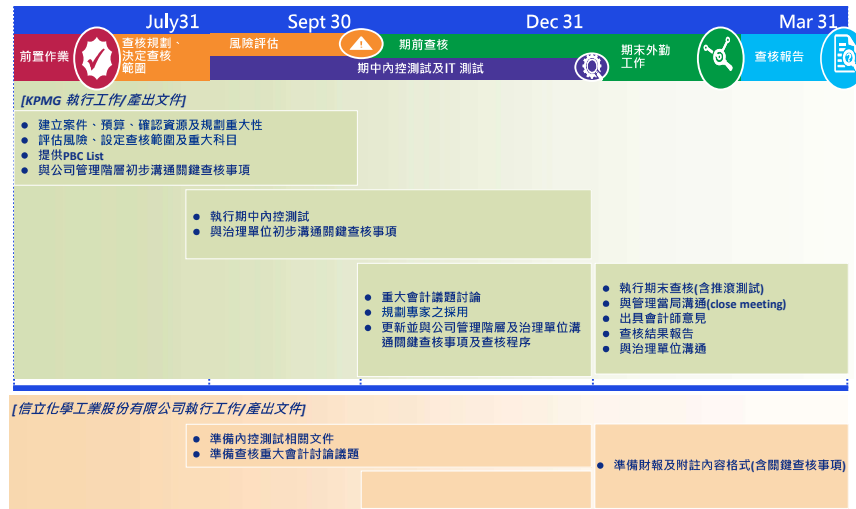 July31
Sept 30
Dec 31
Mar 31
前置作業
查核規劃、
決定查核
範圍
風險評估
期前查核
期中內控測試及IT 測試
期末外勤
工作
查核報告
[KPMG 執行工作/產出文件]
● 建立案件、預算、確認資源及規劃重大性
● 評估風險、設定查核範圍及重大科目
● 提供PBC List
● 與公司管理階層初步溝通關鍵查核事項
● 執行期中內控測試
● 與治理單位初步溝通關鍵查核事項
● 重大會計議題討論
● 規劃專家之採用
● 更新並與公司管理階層及治理單位溝
通關鍵查核事項及查核程序
● 執行期末查核(含推滾測試)
● 與管理當局溝通(close meeting)
● 出具會計師意見
● 查核結果報告
● 與治理單位溝通
[信立化學工業股份有限公司執行工作/產出文件]
● 準備內控測試相關文件
● 準備查核重大會計討論議題
● 準備財報及附註內容格式(含關鍵查核事項)